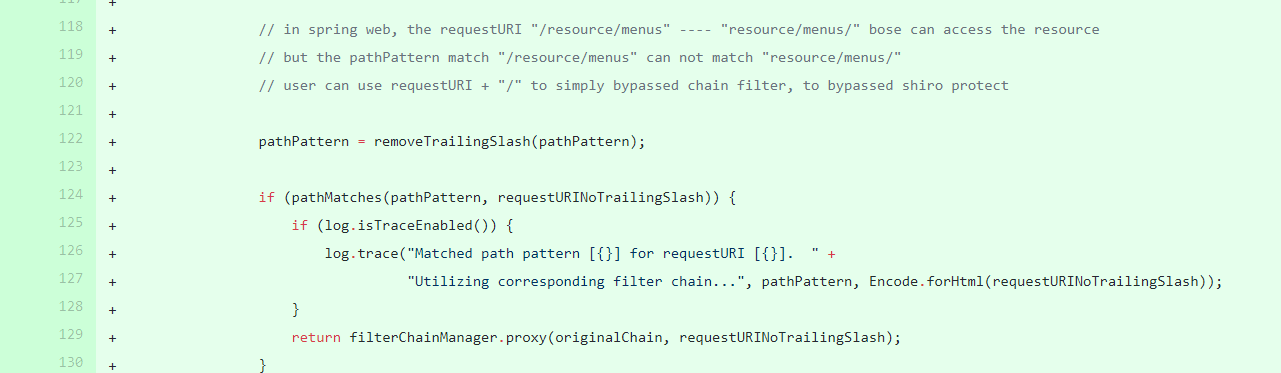 117 +
118 + // in spring web, the requestURI "/resource/menus" ---- "resource/menus/" bose can access the resource
119 + // but the pathPattern match "/resource/menus" can not match "resource/menus/"
120 + // user can use requestURI + "/" to simply bypassed chain filter, to bypassed shiro protect
121 +
122 + pathPattern = removeTrailingSlash(pathPattern);
123 +
124 + if (pathMatches(pathPattern, requestURINoTrailingSlash)) {
125 + if (log.isTraceEnabled()) {
126 + log.trace("Matched path pattern [{}] for requestURI [{}].  " +
127 + "Utilizing corresponding filter chain...", pathPattern, Encode.forHtml(requestURINoTrailingSlash));
128 + }
129 + return filterChainManager.proxy(originalChain, requestURINoTrailingSlash);
130 + }